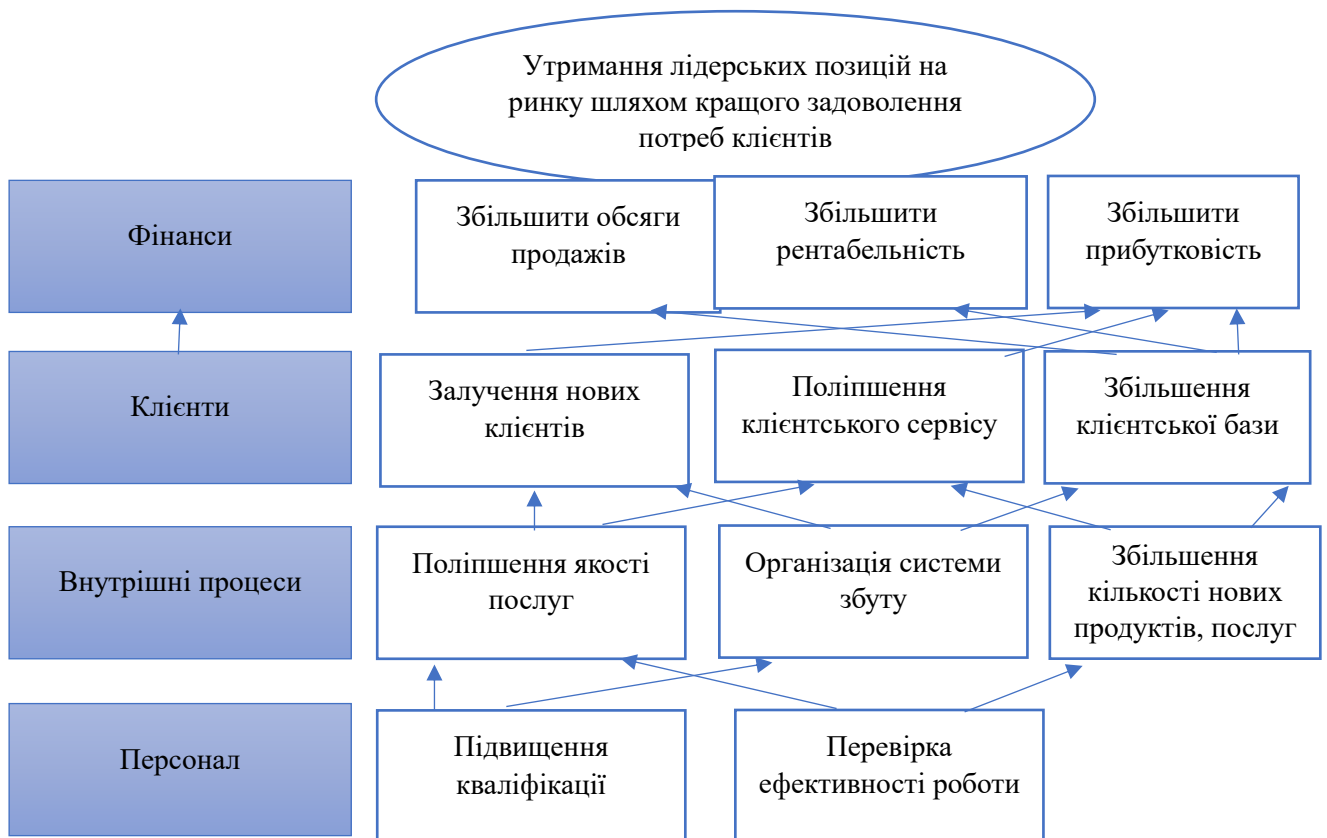 Утримання лідерських позицій на
ринку шляхом кращого задоволення
потреб клієнтів
Фінанси
Збільшити обсяги
продажів
Збільшити
рентабельність
Збільшити
прибутковість
Клієнти
Залучення нових
клієнтів
Поліпшення
клієнтського сервісу
Збільшення
клієнтської бази
Внутрішні процеси
Поліпшення якості
послуг
Організація системи
збуту
Збільшення
кількості нових
продуктів, послуг
Персонал
Підвищення
кваліфікації
Перевірка
ефективності роботи